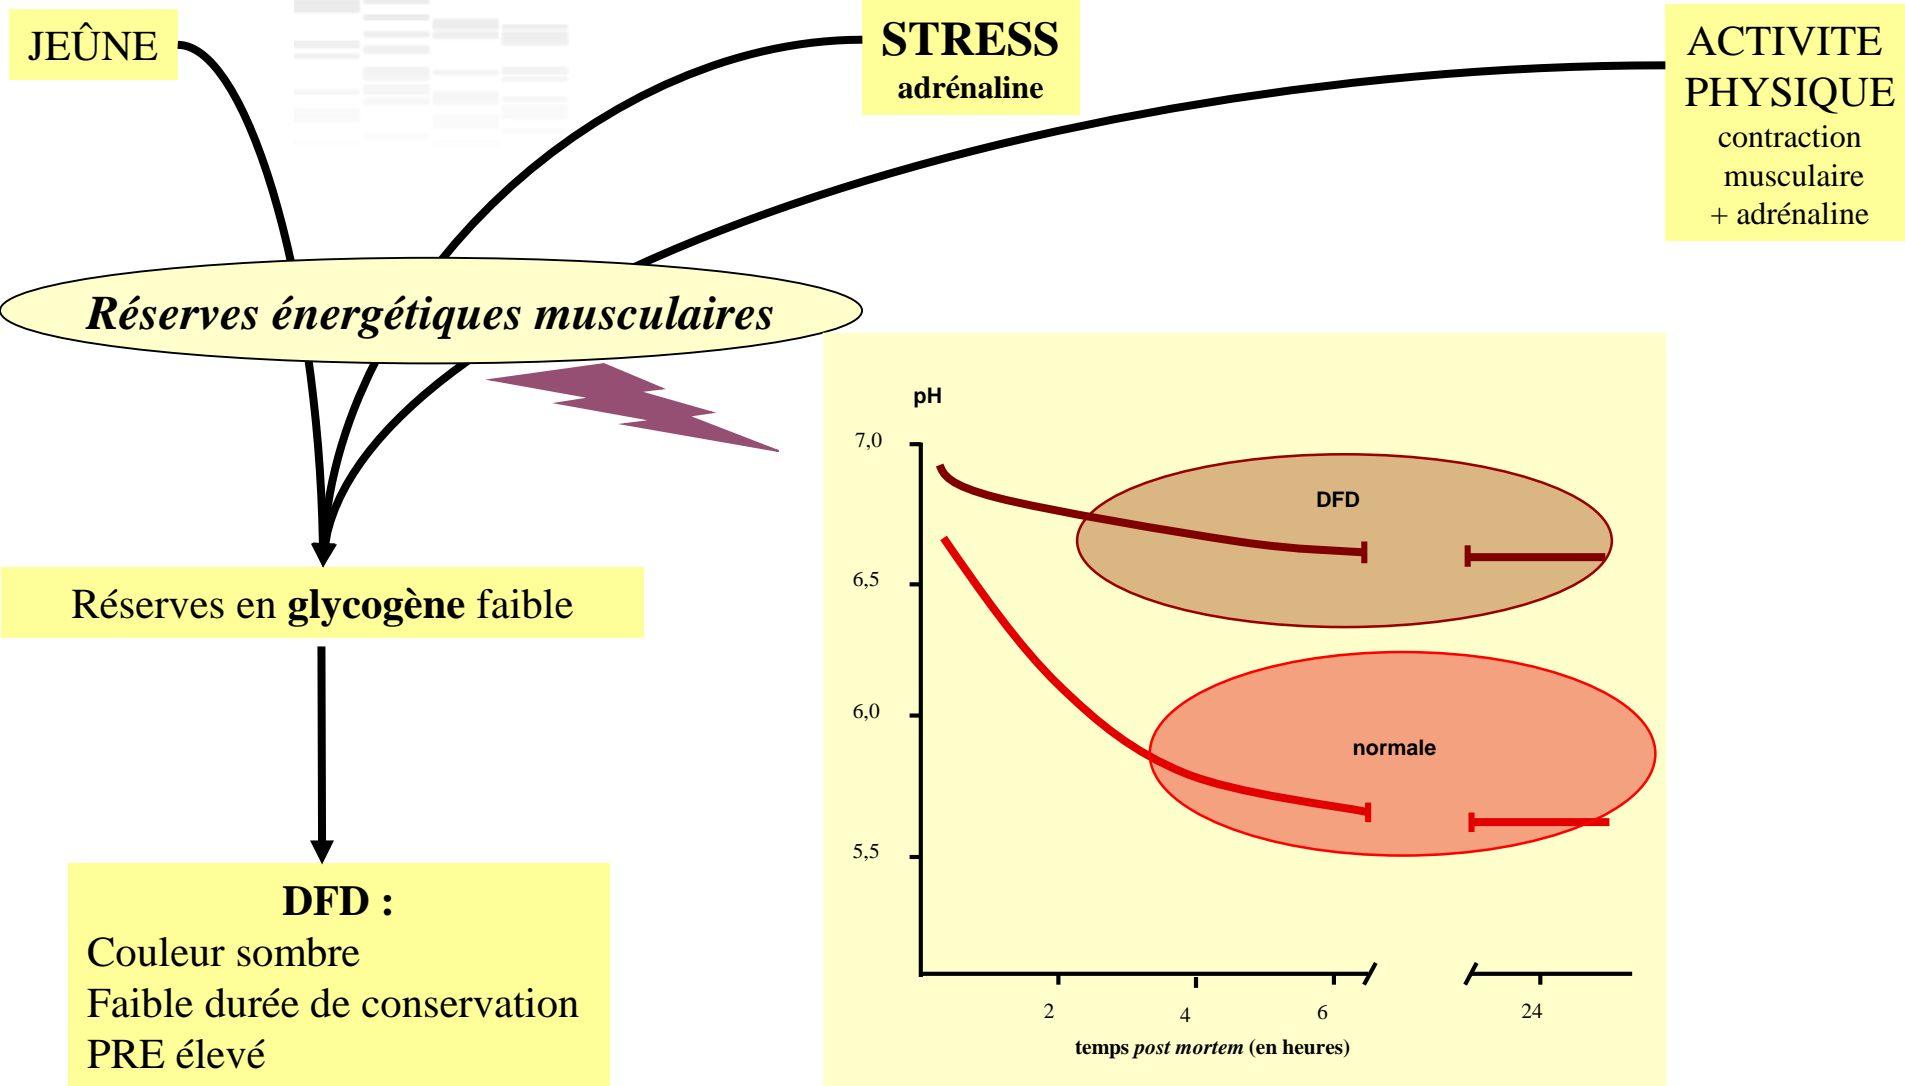 JEÛNE
STRESS
adrénaline
ACTIVITE
PHYSIQUE
contraction
musculaire
+ adrénaline
Réserves énergétiques musculaires
Réserves en glycogène faible
DFD :
Couleur sombre
Faible durée de conservation
PRE élevé
pH
7,0
6,5
6,0
5,5
DFD
normale
2
4
6
24
temps post mortem (en heures)